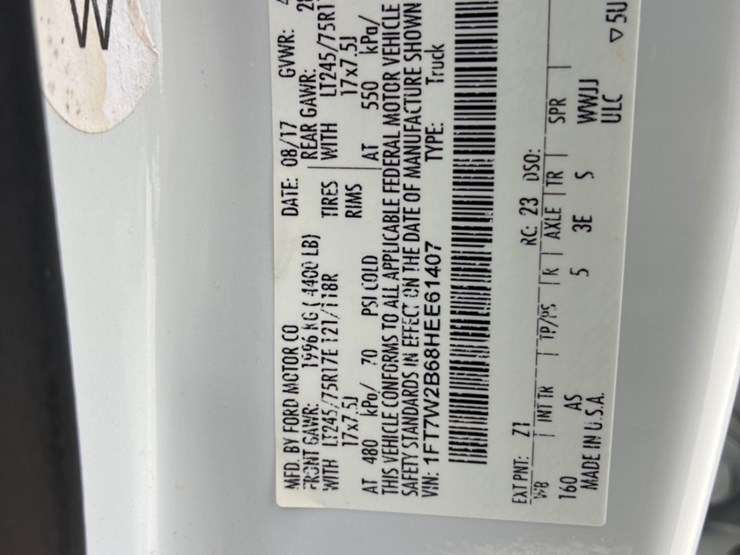 W
MFD. BY FORD MOTOR CO DATE: 08/17 GVWR:
FRONT GAWR: 1996 KG ( 4400 LB) REAR GAWR:
WITH LT245/75R17E 121/118R TIRES WITH LT245/75R1
17x7.5J RIMS 17x7.5J
AT 480 kPa/ 70 PSI COLD AT 550 kPa/
THIS VEHICLE CONFORMS TO ALL APPLICABLE FEDERAL MOTOR VEHICLE
SAFETY STANDARDS IN EFFECT ON THE DATE OF MANUFACTURE SHOWN
VIN: 1FT7W2B68HEE61407 TYPE: Truck
EXT PNT: Z1 RC: 23 DSO:
WB INT TR TP/PS R AXLE TR SPR
160 AS 5 3E S WWJJ
MADE IN U.S.A. ULC
▽ 5U